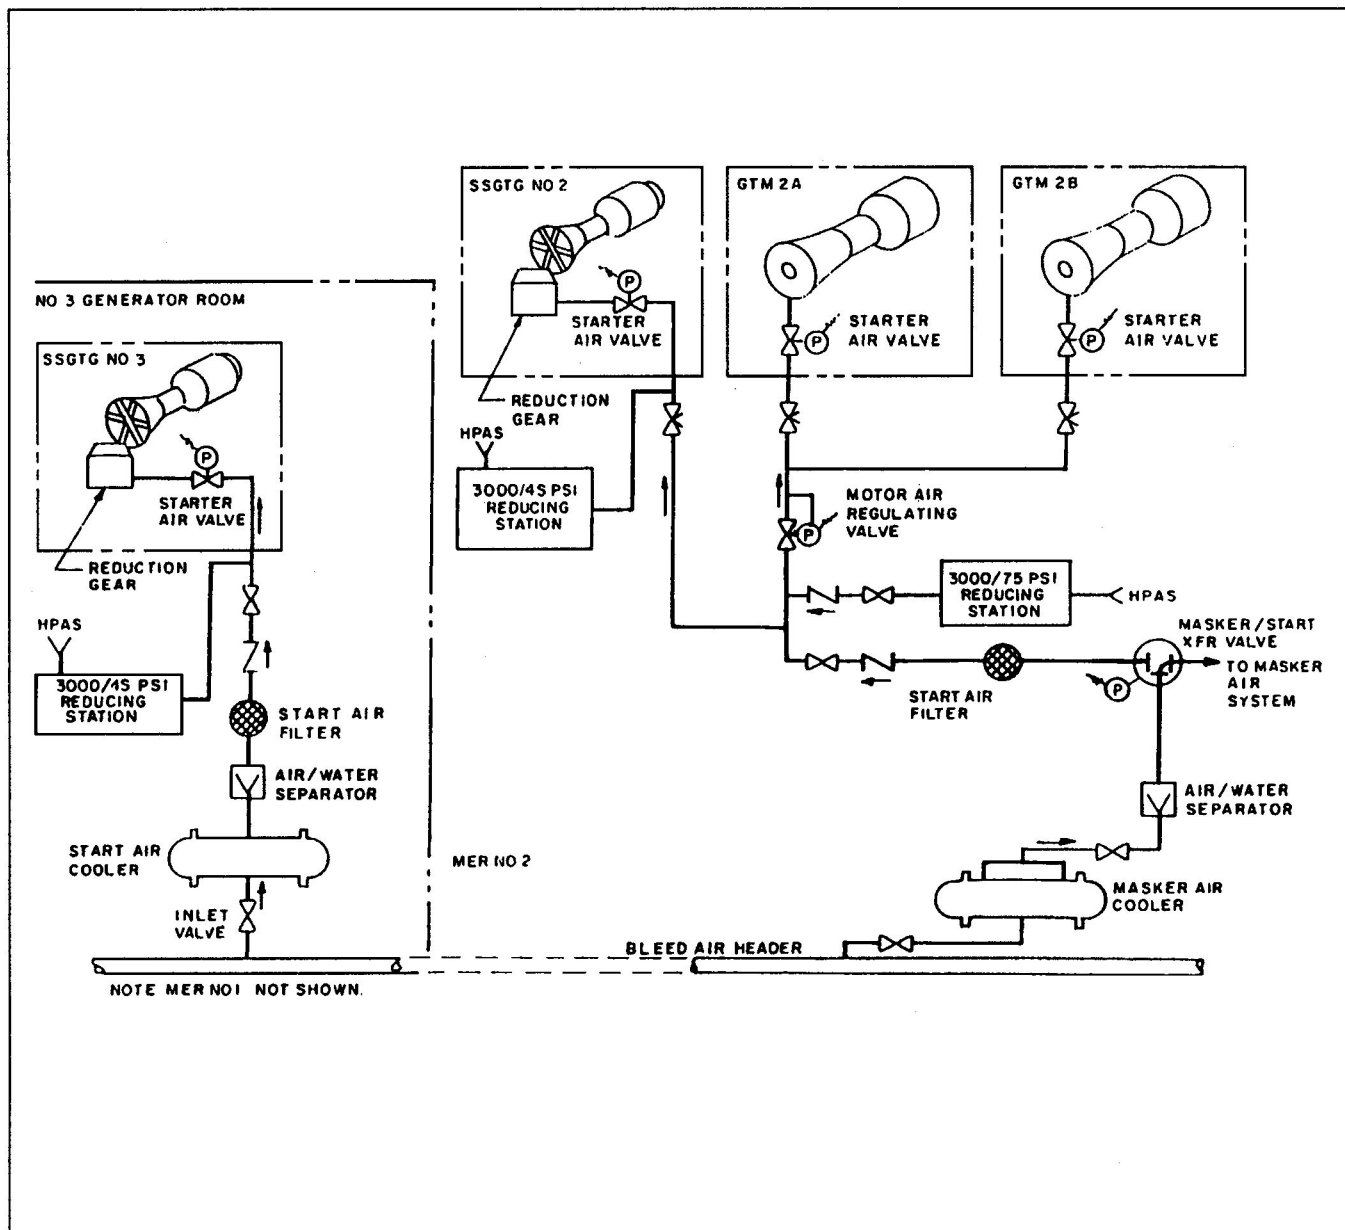 SSGTG NO 2
GTM 2A
GTM 2B
P
STARTER
AIR VALVE
STARTER
AIR VALVE
P
STARTER
AIR VALVE
P
NO 3 GENERATOR ROOM
SSGTG NO 3
P
STARTER
AIR VALVE
REDUCTION
GEAR
REDUCTION
GEAR
HPAS
3000/45 PSI
REDUCING
STATION
MOTOR AIR
REGULATING
VALVE
P
3000/75 PSI
REDUCING
STATION
HPAS
HPAS
3000/45 PSI
REDUCING
STATION
MASKER/START
XFR VALVE
TO MASKER
AIR
SYSTEM
P
START AIR
FILTER
START AIR
FILTER
AIR/WATER
SEPARATOR
AIR/WATER
SEPARATOR
START AIR
COOLER
MER NO 2
MASKER AIR
COOLER
INLET
VALVE
BLEED AIR HEADER
NOTE MER NO1 NOT SHOWN.